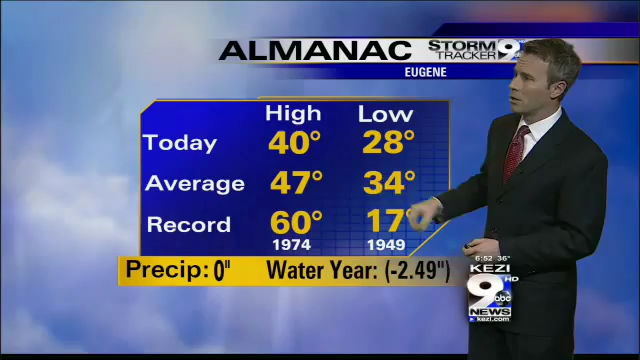 ALMANAC STORM TRACKER 9
EUGENE
High Low
Today 40° 28°
Average 47° 34°
Record 60° 17°
1974 1949
Precip: 0" Water Year: (-2.49")
6:52 36°
KEZI
9 HD
abc
NEWS
kezi.com